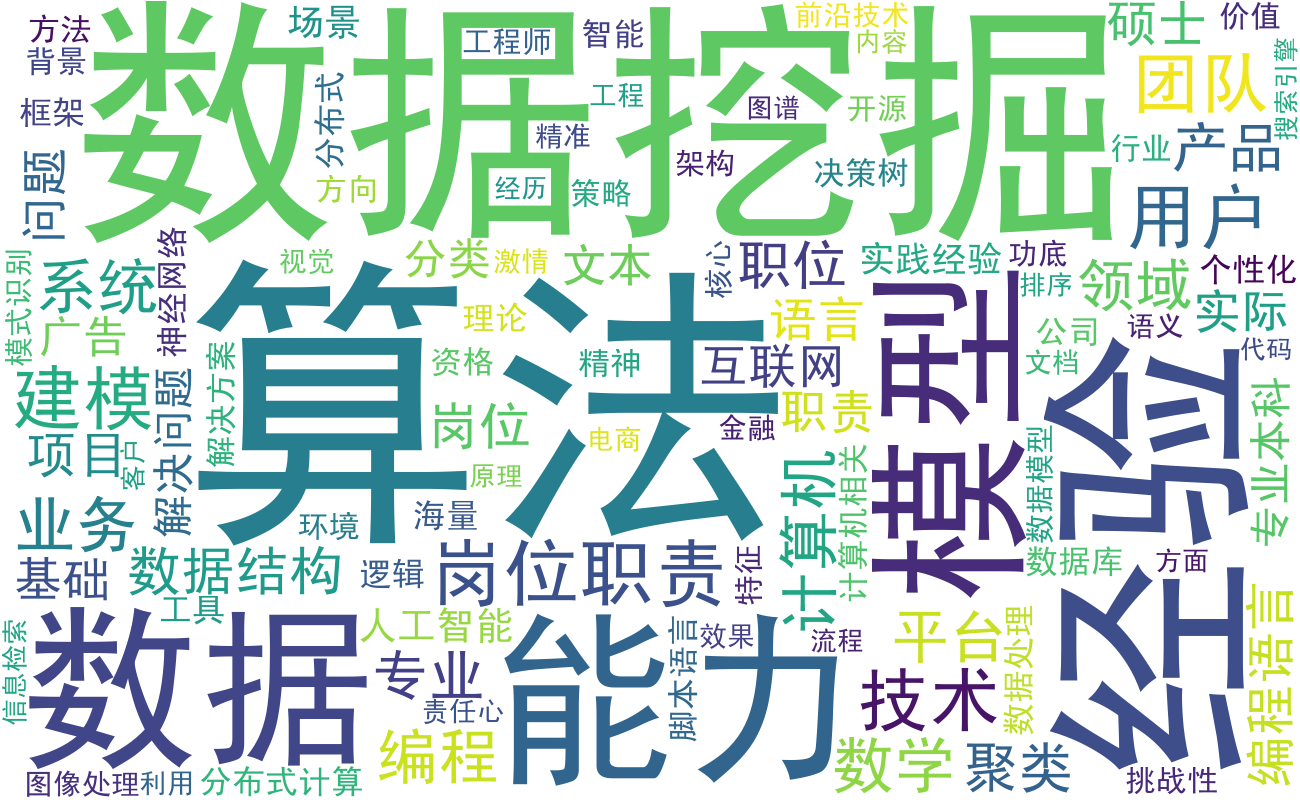 数据挖掘
算法
模型
经验
数据
能力
方法
背景
框架
问题
场景
工程师
智能
前沿技术
内容
硕士
价值
团队
搜索引擎
分布式
工程
精准
图谱
开源
架构
决策树
行业
产品
方向
经历
策略
用户
模式识别
系统
神经网络
视觉
分类
激情
文本
核心
职位
实践经验
功底
排序
领域
个性化
实际
广告
解决方案
理论
资格
精神
语言
互联网
公司
语义
代码
文档
建模
解决问题
岗位
职责
金融
电商
项目
客户
原理
计算机
计算机相关
数据模型
专业本科
业务
环境
海量
基础
数据结构
逻辑
岗位职责
特征
数据库
方面
工具
人工智能
信息检索
专业
责任心
脚本语言
效果
流程
平台
技术
数据处理
编程语言
编程
数学
聚类
挑战性
图像处理
利用
分布式计算